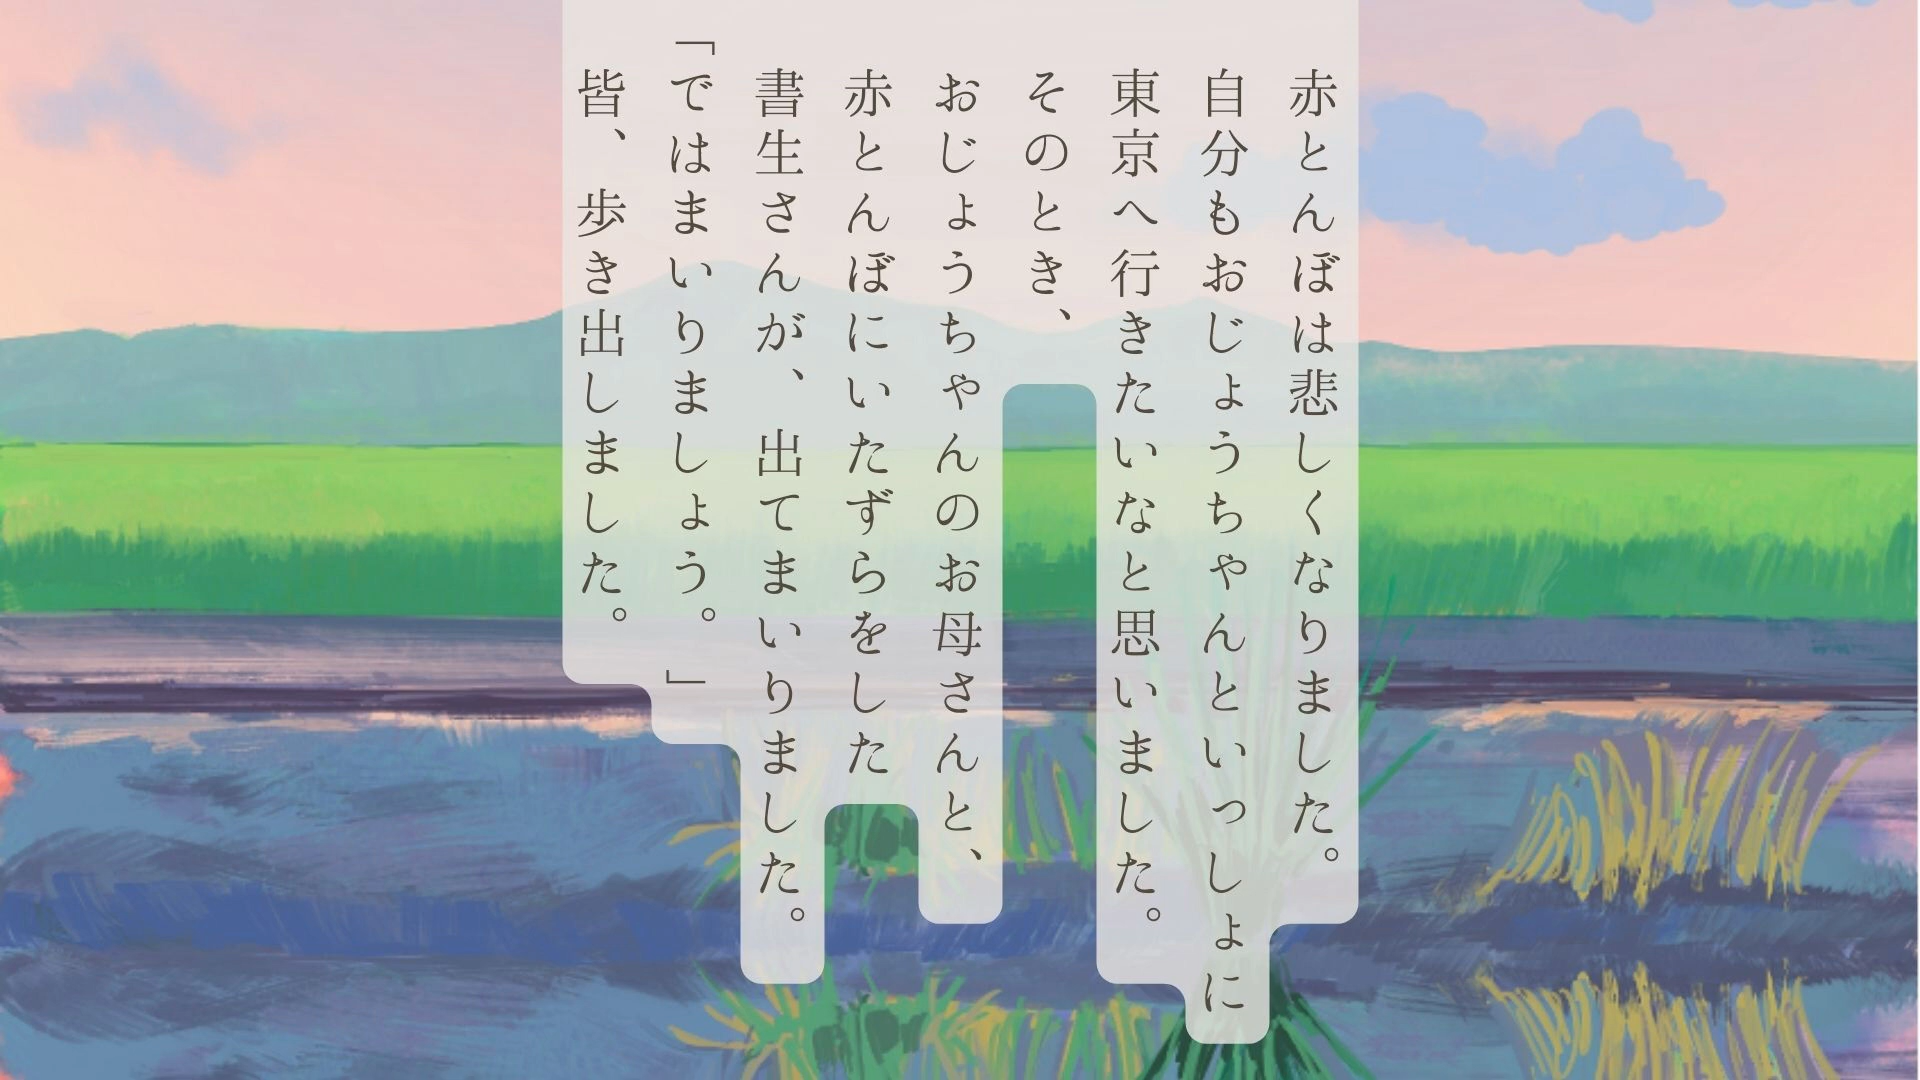 赤とんぼは悲しくなりました。
自分もおじょうちゃんといっしょに
東京へ行きたいなと思いました。
そのとき、
おじょうちゃんのお母さんと、
赤とんぼにいたずらをした
書生さんが、出てまいりました。
「ではまいりましょう。」
皆、歩き出しました。